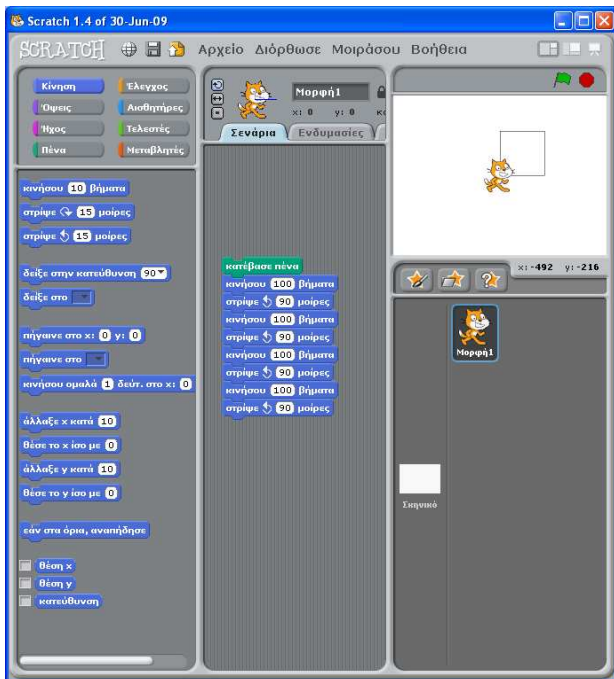 Scratch 1.4 of 30-Jun-09
SCRATCH Αρχείο Διόρθωσε Μοιράσου Βοήθεια
Κίνηση Έλεγχος
Όψεις Αισθητήρες
Ήχος Τελεστές
Πένα Μεταβλητές
κινήσου 10 βήματα
στρίψε 15 μοίρες
στρίψε 15 μοίρες
δείξε στην κατεύθυνση 90
δείξε στο
πήγαινε στο x: 0 y: 0
πήγαινε στο
κινήσου ομαλά 1 δεύτ. στο x: 0
άλλαξε x κατά 10
θέσε το x ίσο με 0
άλλαξε y κατά 10
θέσε το y ίσο με 0
εάν στα όρια, αναπήδησε
θέση x
θέση y
κατεύθυνση
Μορφή1
x: 0 y: 0 κα
Σενάρια Ενδυμασίες
κατέβασε πένα
κινήσου 100 βήματα
στρίψε 90 μοίρες
κινήσου 100 βήματα
στρίψε 90 μοίρες
κινήσου 100 βήματα
στρίψε 90 μοίρες
κινήσου 100 βήματα
στρίψε 90 μοίρες
x: -492 y: -216
Μορφή1
Σκηνικό